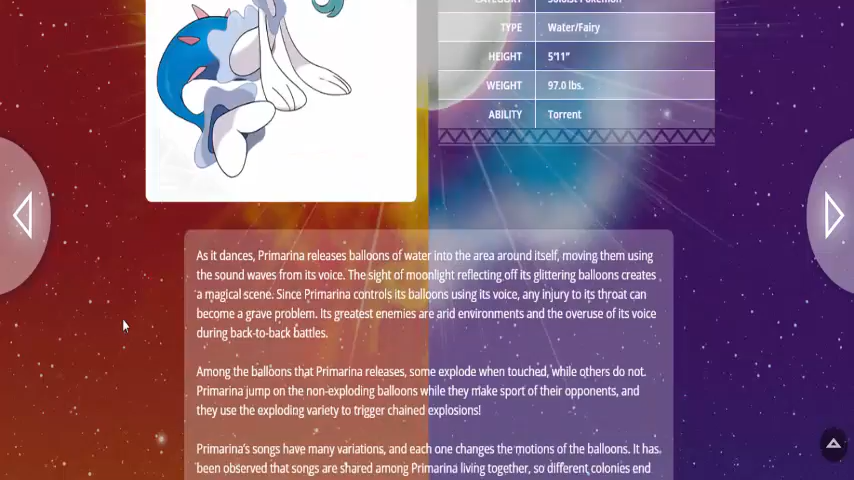 CATEGORY Soloist Pokémon
TYPE Water/Fairy
HEIGHT 5'11"
WEIGHT 97.0 lbs.
ABILITY Torrent
As it dances, Primarina releases balloons of water into the area around itself, moving them using
the sound waves from its voice. The sight of moonlight reflecting off its glittering balloons creates
a magical scene. Since Primarina controls its balloons using its voice, any injury to its throat can
become a grave problem. Its greatest enemies are arid environments and the overuse of its voice
during back-to-back battles.
Among the balloons that Primarina releases, some explode when touched, while others do not.
Primarina jump on the non-exploding balloons while they make sport of their opponents, and
they use the exploding variety to trigger chained explosions!
Primarina's songs have many variations, and each one changes the motions of the balloons. It has
been observed that songs are shared among Primarina living together, so different colonies end